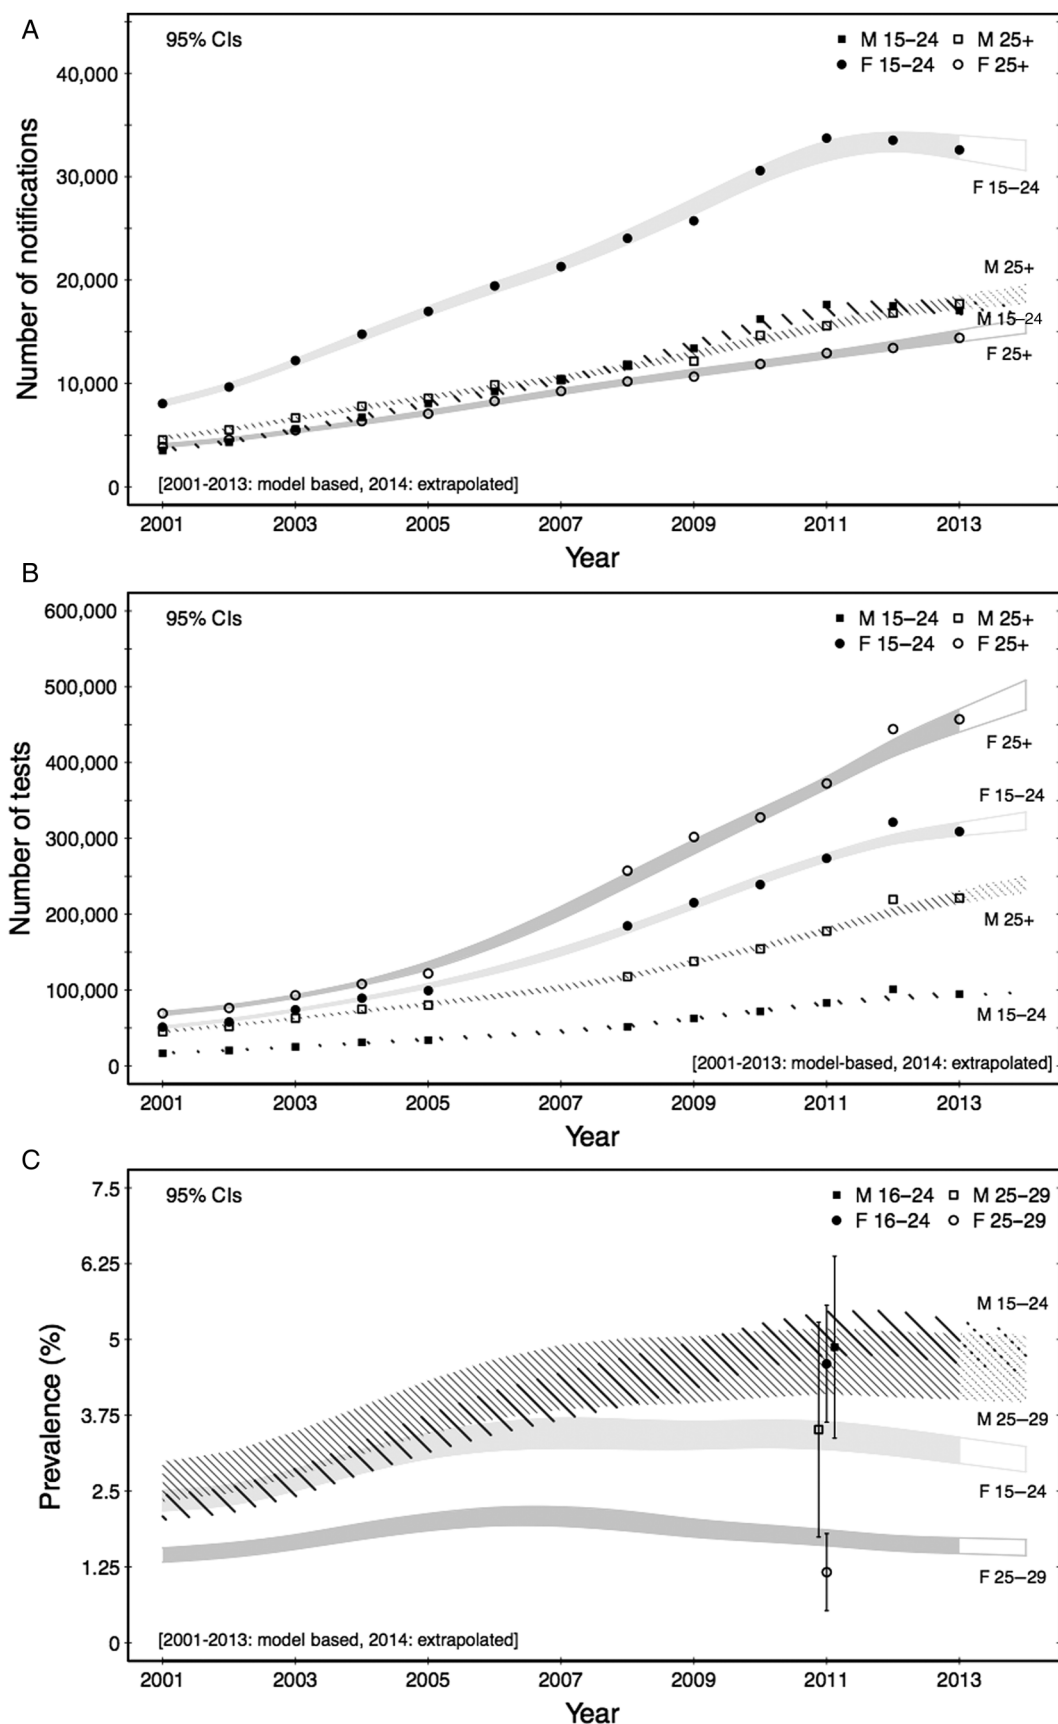 A
95% CIs
M 15–24 M 25+
F 15–24 F 25+
40,000
30,000
20,000
10,000
0
Number of notifications
F 15–24
M 25+
M 15–24
F 25+
[2001-2013: model based, 2014: extrapolated]
2001 2003 2005 2007 2009 2011 2013
Year
B
95% CIs
M 15–24 M 25+
F 15–24 F 25+
600,000
500,000
400,000
300,000
200,000
100,000
0
Number of tests
F 25+
F 15–24
M 25+
M 15–24
[2001-2013: model-based, 2014: extrapolated]
2001 2003 2005 2007 2009 2011 2013
Year
C
95% CIs
M 16–24 M 25–29
F 16–24 F 25–29
7.5
6.25
5
3.75
2.5
1.25
0
Prevalence (%)
M 15–24
M 25–29
F 15–24
F 25–29
[2001-2013: model based, 2014: extrapolated]
2001 2003 2005 2007 2009 2011 2013
Year